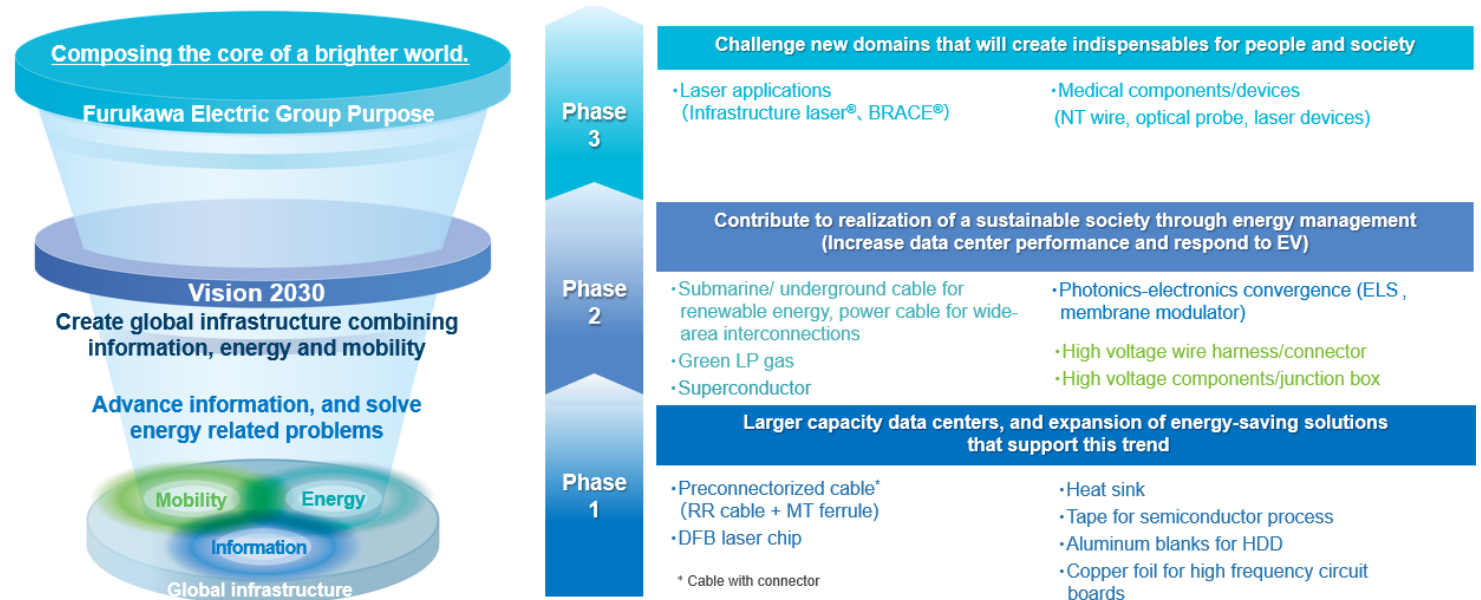 Composing the core of a brighter world.
Furukawa Electric Group Purpose
Vision 2030
Create global infrastructure combining
information, energy and mobility
Advance information, and solve
energy related problems
Mobility
Energy
Information
Global infrastructure
Phase
3
Challenge new domains that will create indispensables for people and society
・Laser applications
（Infrastructure laser®、BRACE®）
・Medical components/devices
(NT wire, optical probe, laser devices)
Phase
2
Contribute to realization of a sustainable society through energy management
(Increase data center performance and respond to EV)
・Submarine/ underground cable for
renewable energy, power cable for wide-
area interconnections
・Green LP gas
・Superconductor
・Photonics-electronics convergence (ELS ,
membrane modulator)
・High voltage wire harness/connector
・High voltage components/junction box
Phase
1
Larger capacity data centers, and expansion of energy-saving solutions
that support this trend
・Preconnectorized cable*
（RR cable + MT ferrule）
・DFB laser chip
* Cable with connector
・Heat sink
・Tape for semiconductor process
・Aluminum blanks for HDD
・Copper foil for high frequency circuit
boards